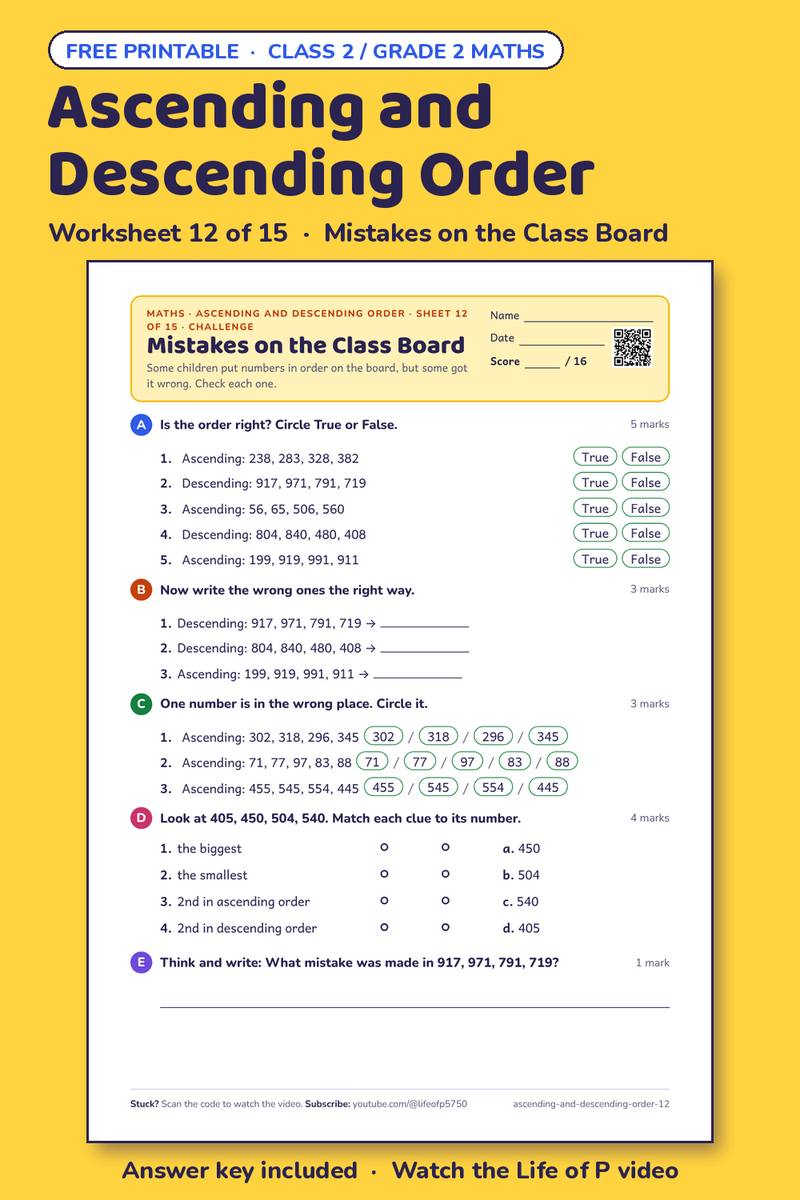 FREE PRINTABLE · CLASS 2 / GRADE 2 MATHS
Ascending and
Descending Order
Worksheet 12 of 15 · Mistakes on the Class Board
MATHS · ASCENDING AND DESCENDING ORDER · SHEET 12
OF 15 · CHALLENGE
Mistakes on the Class Board
Some children put numbers in order on the board, but some got
it wrong. Check each one.
Name
Date
Score ______ / 16
A Is the order right? Circle True or False. 5 marks
1. Ascending: 238, 283, 328, 382 True False
2. Descending: 917, 971, 791, 719 True False
3. Ascending: 56, 65, 506, 560 True False
4. Descending: 804, 840, 480, 408 True False
5. Ascending: 199, 919, 991, 911 True False
B Now write the wrong ones the right way. 3 marks
1. Descending: 917, 971, 791, 719 → ____________
2. Descending: 804, 840, 480, 408 → ____________
3. Ascending: 199, 919, 991, 911 → ____________
C One number is in the wrong place. Circle it. 3 marks
1. Ascending: 302, 318, 296, 345 302 / 318 / 296 / 345
2. Ascending: 71, 77, 97, 83, 88 71 / 77 / 97 / 83 / 88
3. Ascending: 455, 545, 554, 445 455 / 545 / 554 / 445
D Look at 405, 450, 504, 540. Match each clue to its number. 4 marks
1. the biggest a. 450
2. the smallest b. 504
3. 2nd in ascending order c. 540
4. 2nd in descending order d. 405
E Think and write: What mistake was made in 917, 971, 791, 719? 1 mark
Stuck? Scan the code to watch the video. Subscribe: youtube.com/@lifeofp5750 ascending-and-descending-order-12
Answer key included · Watch the Life of P video